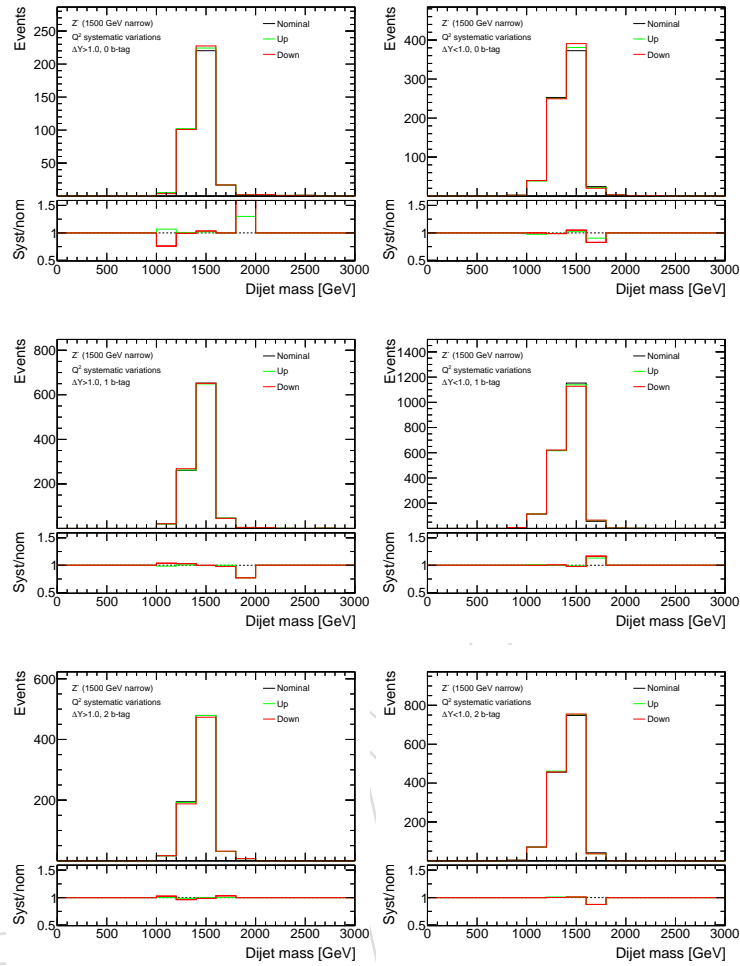 Events
250
200
150
100
50
Z´ (1500 GeV narrow)
Q² systematic variations
ΔY>1.0, 0 b-tag
Nominal
Up
Down
Syst/nom
1.5
1
0.5
0 500 1000 1500 2000 2500 3000
Dijet mass [GeV]
Events
400
300
200
100
Z´ (1500 GeV narrow)
Q² systematic variations
ΔY<1.0, 0 b-tag
Nominal
Up
Down
Syst/nom
1.5
1
0.5
0 500 1000 1500 2000 2500 3000
Dijet mass [GeV]
Events
800
600
400
200
Z´ (1500 GeV narrow)
Q² systematic variations
ΔY>1.0, 1 b-tag
Nominal
Up
Down
Syst/nom
1.5
1
0.5
0 500 1000 1500 2000 2500 3000
Dijet mass [GeV]
Events
1400
1200
1000
800
600
400
200
Z´ (1500 GeV narrow)
Q² systematic variations
ΔY<1.0, 1 b-tag
Nominal
Up
Down
Syst/nom
1.5
1
0.5
0 500 1000 1500 2000 2500 3000
Dijet mass [GeV]
Events
600
400
200
Z´ (1500 GeV narrow)
Q² systematic variations
ΔY>1.0, 2 b-tag
Nominal
Up
Down
Syst/nom
1.5
1
0.5
0 500 1000 1500 2000 2500 3000
Dijet mass [GeV]
Events
800
600
400
200
Z´ (1500 GeV narrow)
Q² systematic variations
ΔY<1.0, 2 b-tag
Nominal
Up
Down
Syst/nom
1.5
1
0.5
0 500 1000 1500 2000 2500 3000
Dijet mass [GeV]